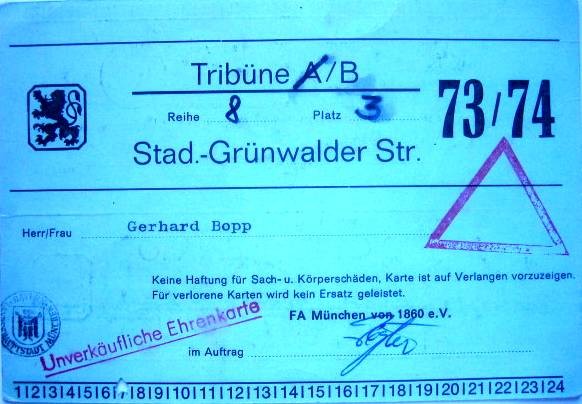 Tribüne A/B
Reihe 8 Platz 3
73/74
Stad.-Grünwalder Str.
Herr/Frau Gerhard Bopp
Keine Haftung für Sach- u. Körperschäden, Karte ist auf Verlangen vorzuzeigen.
Für verlorene Karten wird kein Ersatz geleistet.
FA München von 1860 e.V.
Unverkäufliche Ehrenkarte
im Auftrag
1|2|3|4|5|6|7|8|9|10|11|12|13|14|15|16|17|18|19|20|21|22|23|24